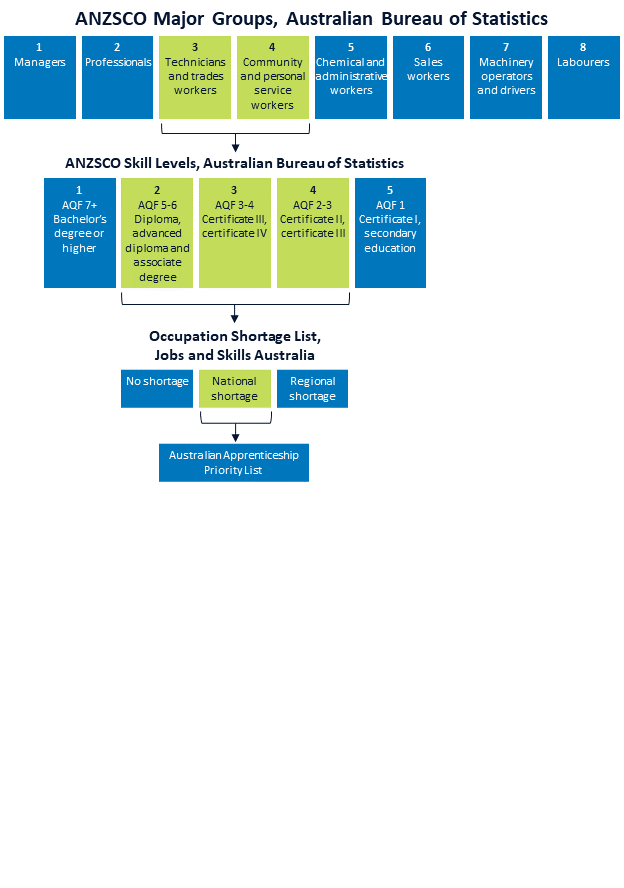 ANZSCO Major Groups, Australian Bureau of Statistics
1
Managers
2
Professionals
3
Technicians
and trades
workers
4
Community
and personal
service
workers
5
Chemical and
administrative
workers
6
Sales
workers
7
Machinery
operators
and drivers
8
Labourers
ANZSCO Skill Levels, Australian Bureau of Statistics
1
AQF 7+
Bachelor's
degree or
higher
2
AQF 5-6
Diploma,
advanced
diploma and
associate
degree
3
AQF 3-4
Certificate III,
certificate IV
4
AQF 2-3
Certificate II,
certificate III
5
AQF 1
Certificate I,
secondary
education
Occupation Shortage List,
Jobs and Skills Australia
No shortage
National
shortage
Regional
shortage
Australian Apprenticeship
Priority List